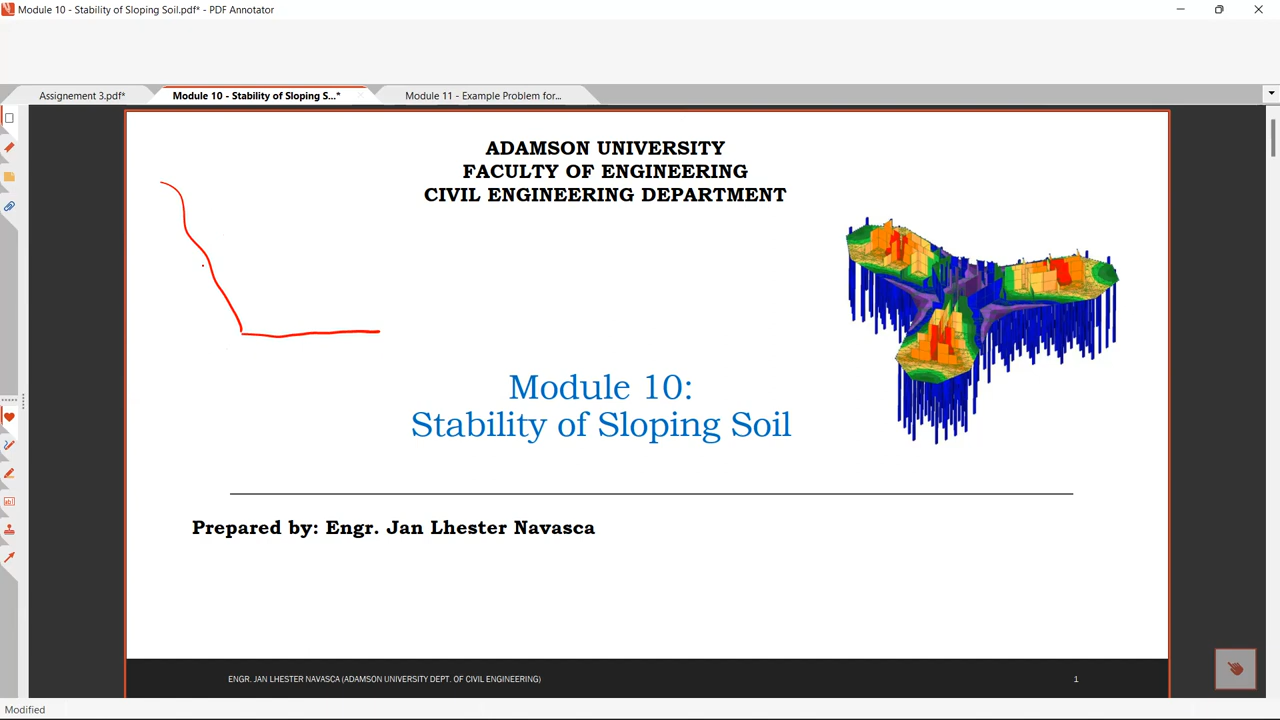 Module 10 - Stability of Sloping Soil.pdf* - PDF Annotator
Assignement 3.pdf*
Module 10 - Stability of Sloping S...*
Module 11 - Example Problem for...
ADAMSON UNIVERSITY
FACULTY OF ENGINEERING
CIVIL ENGINEERING DEPARTMENT
Module 10:
Stability of Sloping Soil
Prepared by: Engr. Jan Lhester Navasca
ENGR. JAN LHESTER NAVASCA (ADAMSON UNIVERSITY DEPT. OF CIVIL ENGINEERING)
1
Modified